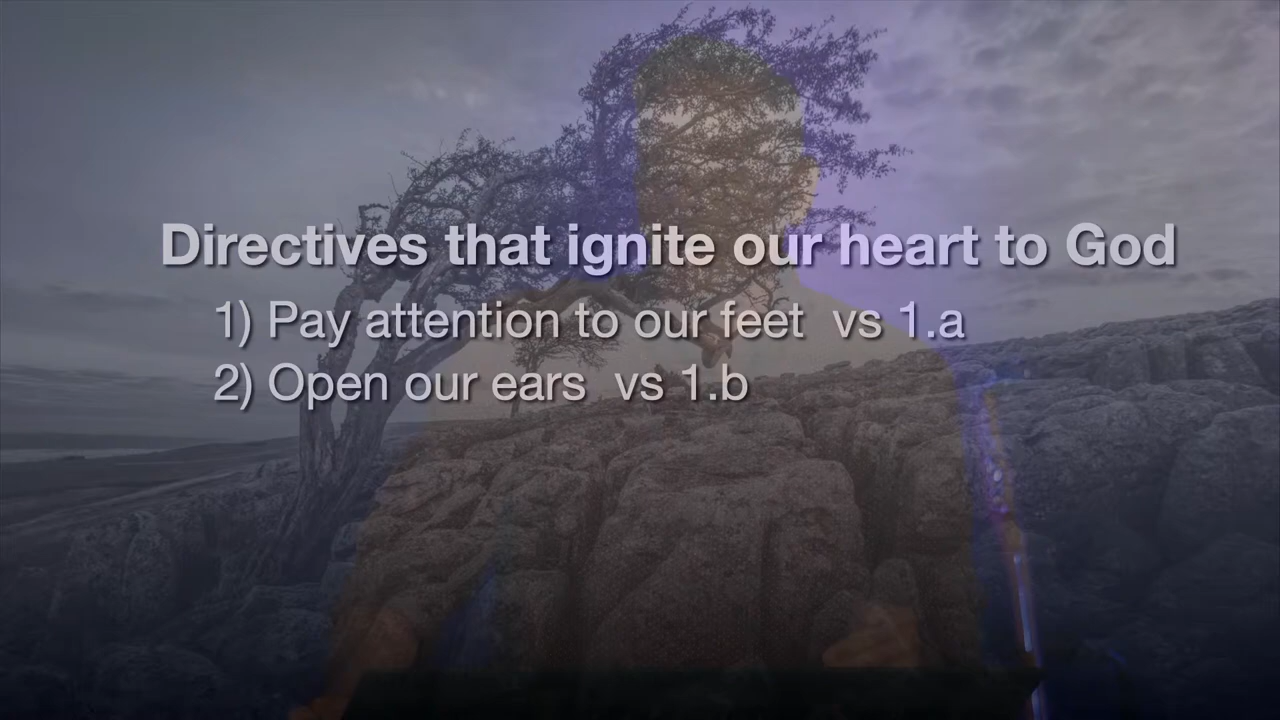 Directives that ignite our heart to God
1) Pay attention to our feet  vs 1.a
2) Open our ears  vs 1.b